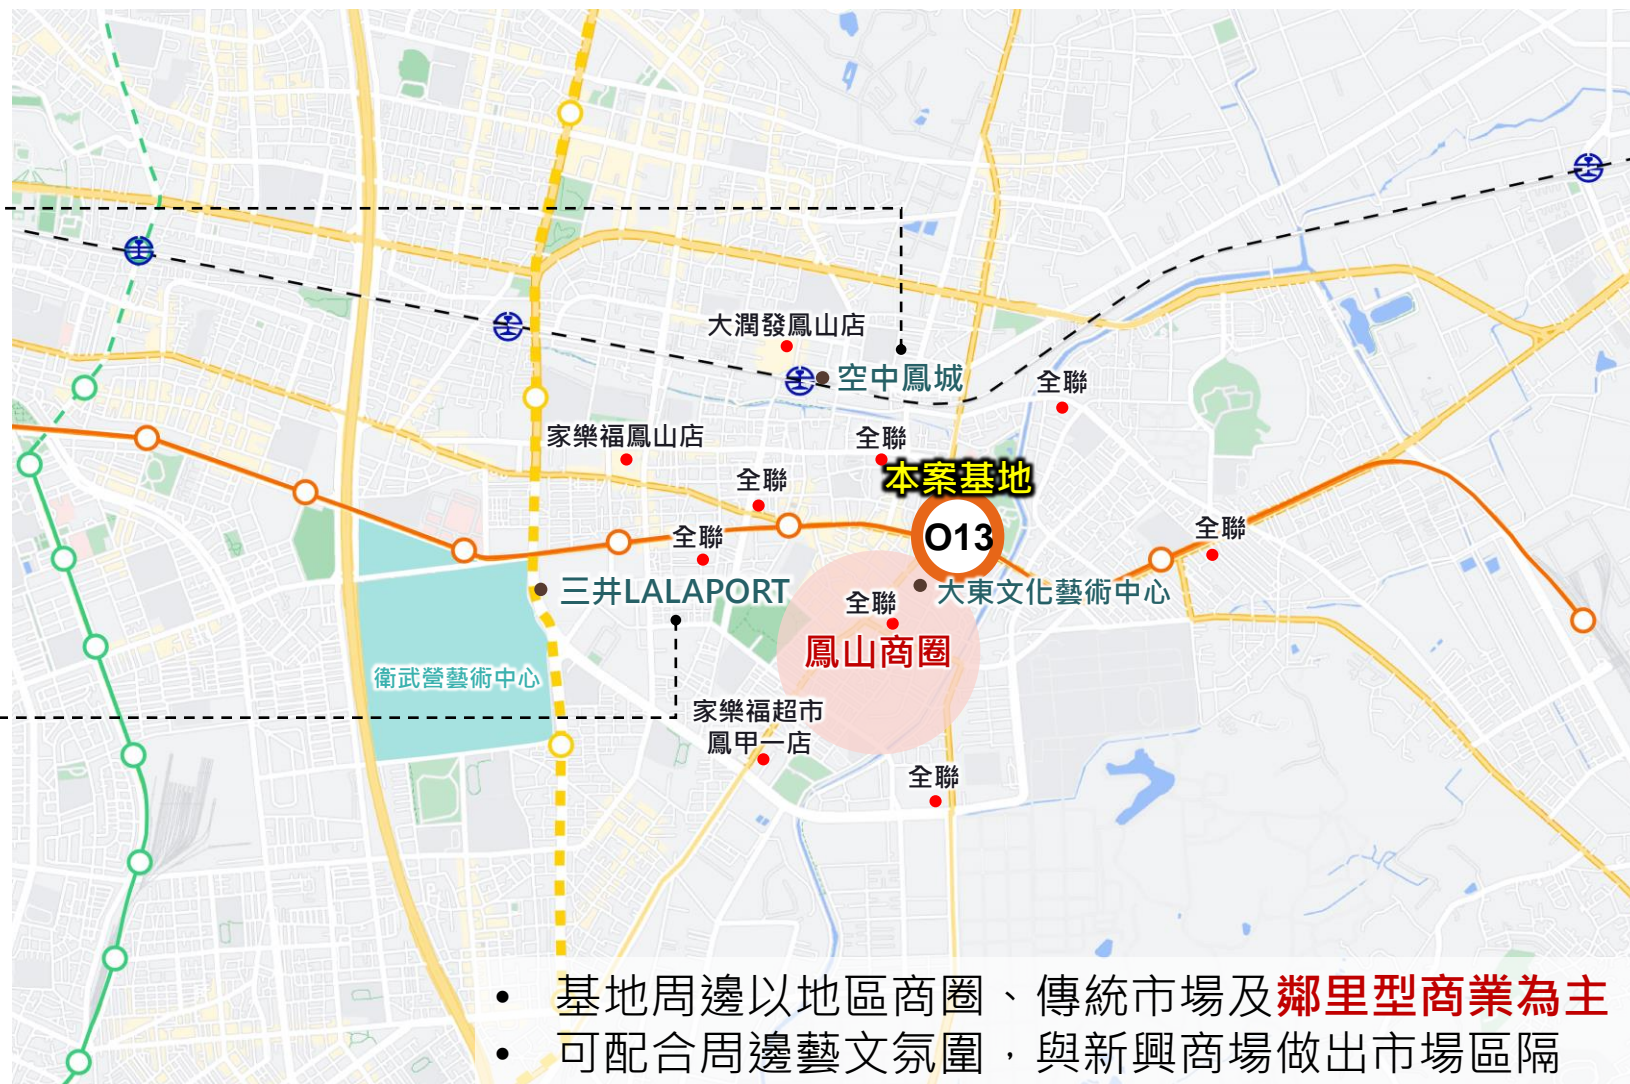 大潤發鳳山店
空中鳳城
全聯
家樂福鳳山店
全聯
本案基地
全聯
O13
全聯
全聯
三井LALAPORT
大東文化藝術中心
全聯
鳳山商圈
衛武營藝術中心
家樂福超市
鳳甲一店
全聯
• 基地周邊以地區商圈、傳統市場及鄰里型商業為主
• 可配合周邊藝文氛圍，與新興商場做出市場區隔